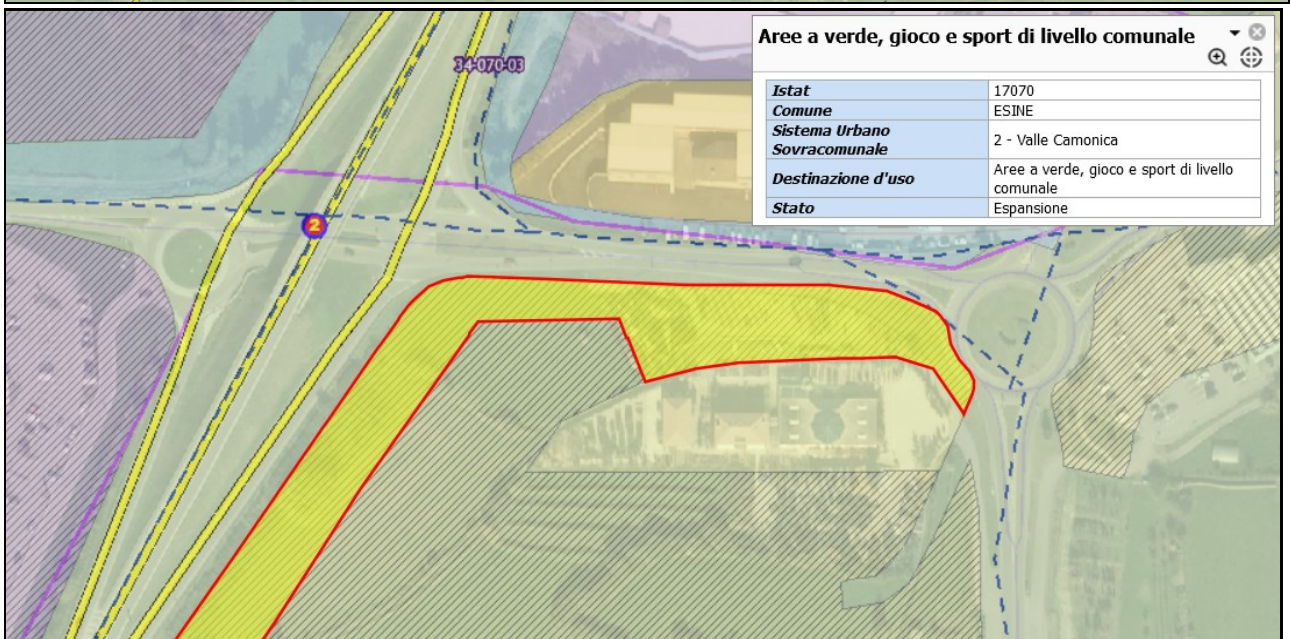 Aree a verde, gioco e sport di livello comunale
34-070-03
Istat 17070
Comune ESINE
Sistema Urbano
Sovracomunale 2 - Valle Camonica
Destinazione d'uso Aree a verde, gioco e sport di livello
comunale
Stato Espansione
2